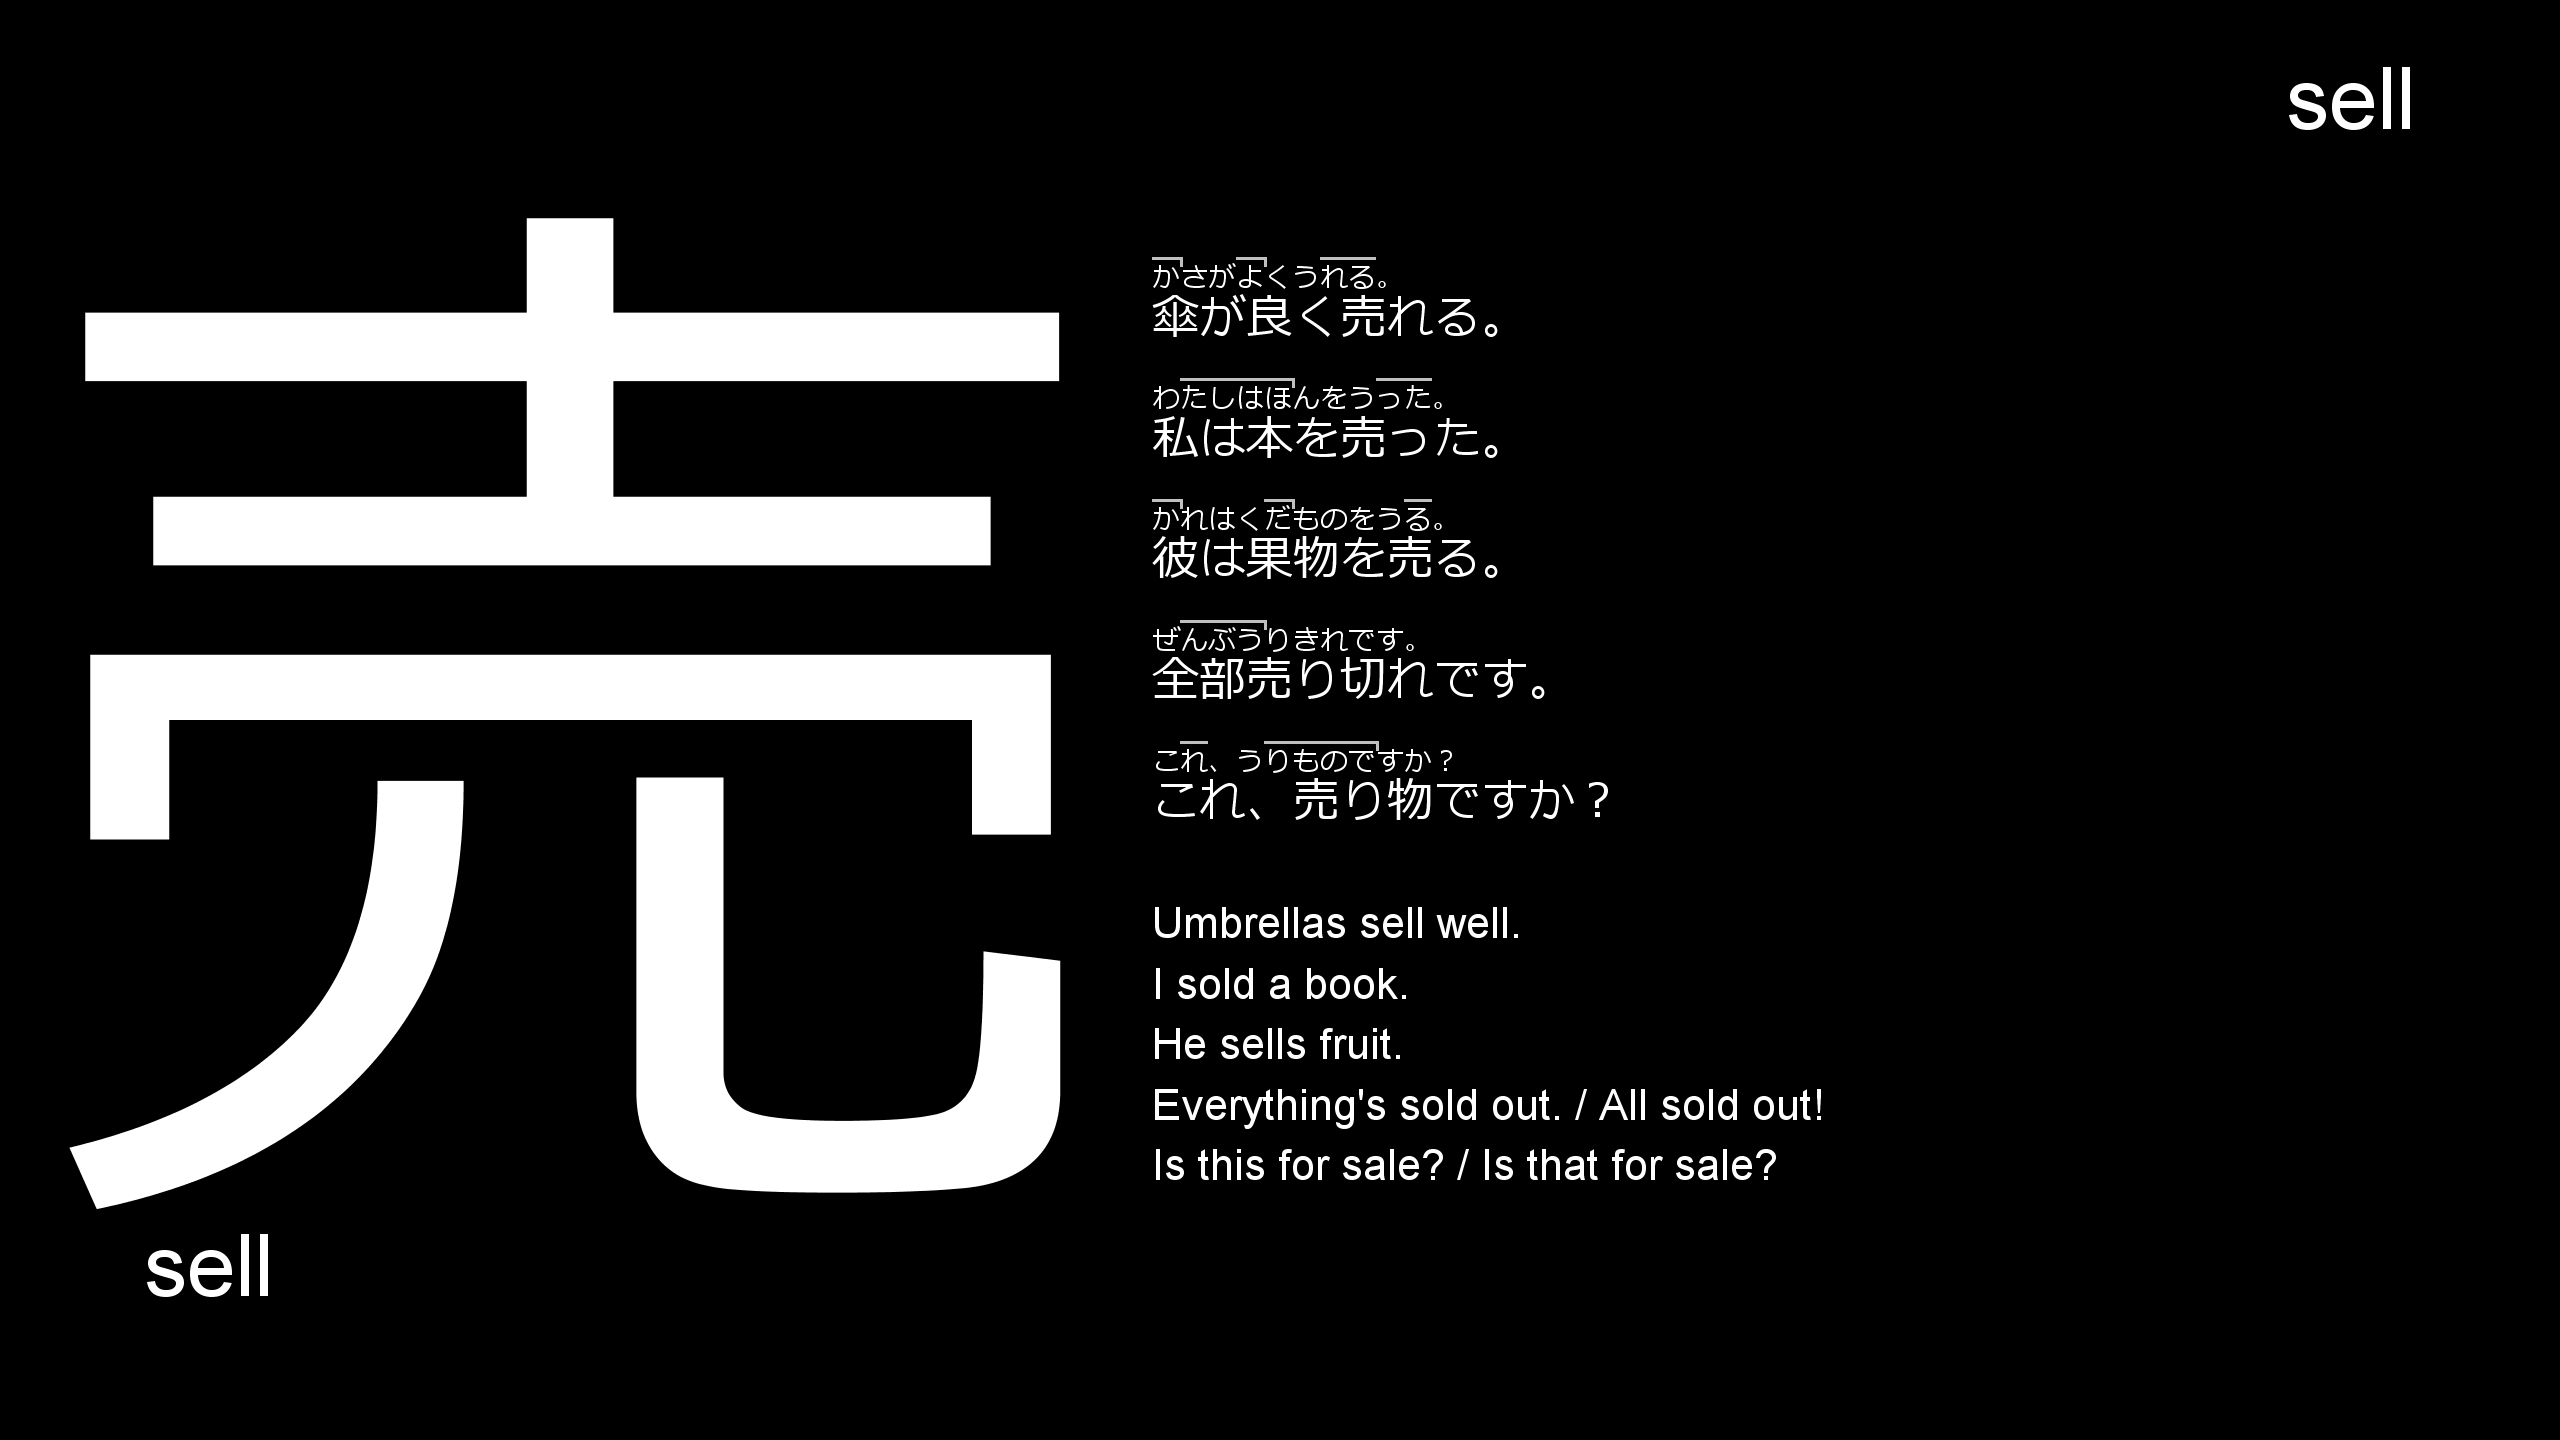 sell
売
かさがよくうれる。
傘が良く売れる。
わたしはほんをうった。
私は本を売った。
かれはくだものをうる。
彼は果物を売る。
ぜんぶうりきれです。
全部売り切れです。
これ、うりものですか？
これ、売り物ですか？
Umbrellas sell well.
I sold a book.
He sells fruit.
Everything's sold out. / All sold out!
Is this for sale? / Is that for sale?
sell